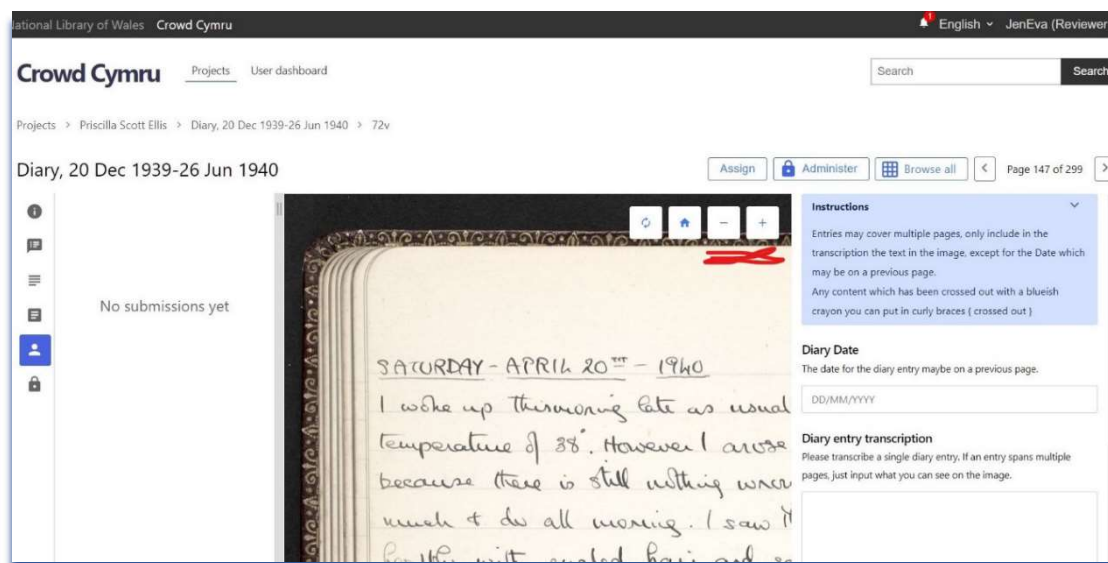 National Library of Wales Crowd Cymru
1 English JenEva (Reviewer
Crowd Cymru Projects User dashboard Search Search
Projects > Priscilla Scott Ellis > Diary, 20 Dec 1939-26 Jun 1940 > 72v
Diary, 20 Dec 1939-26 Jun 1940 Assign Administer Browse all < Page 147 of 299 >
No submissions yet
SATURDAY - APRIL 20TH - 1940
I woke up this morning late as usual
temperature of 38°. However I arose
because there is still nothing
much to do all morning. I saw
with hair and
Instructions
Entries may cover multiple pages, only include in the
transcription the text in the image, except for the Date which
may be on a previous page.
Any content which has been crossed out with a blueish
crayon you can put in curly braces { crossed out }
Diary Date
The date for the diary entry maybe on a previous page.
DD/MM/YYYY
Diary entry transcription
Please transcribe a single diary entry. If an entry spans multiple
pages, just input what you can see on the image.